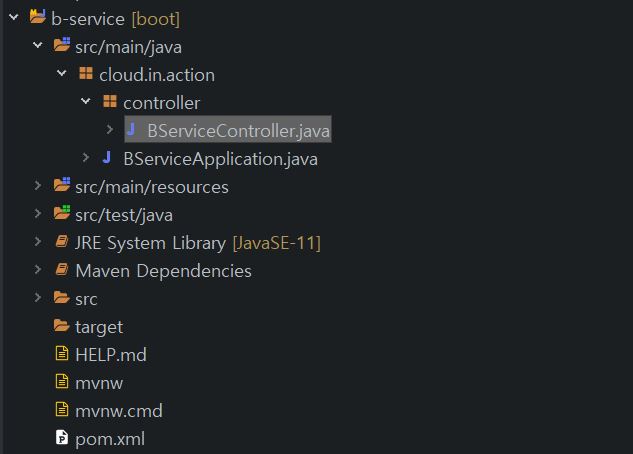 b-service [boot]
src/main/java
cloud.in.action
controller
BServiceController.java
BServiceApplication.java
src/main/resources
src/test/java
JRE System Library [JavaSE-11]
Maven Dependencies
src
target
HELP.md
mvnw
mvnw.cmd
pom.xml